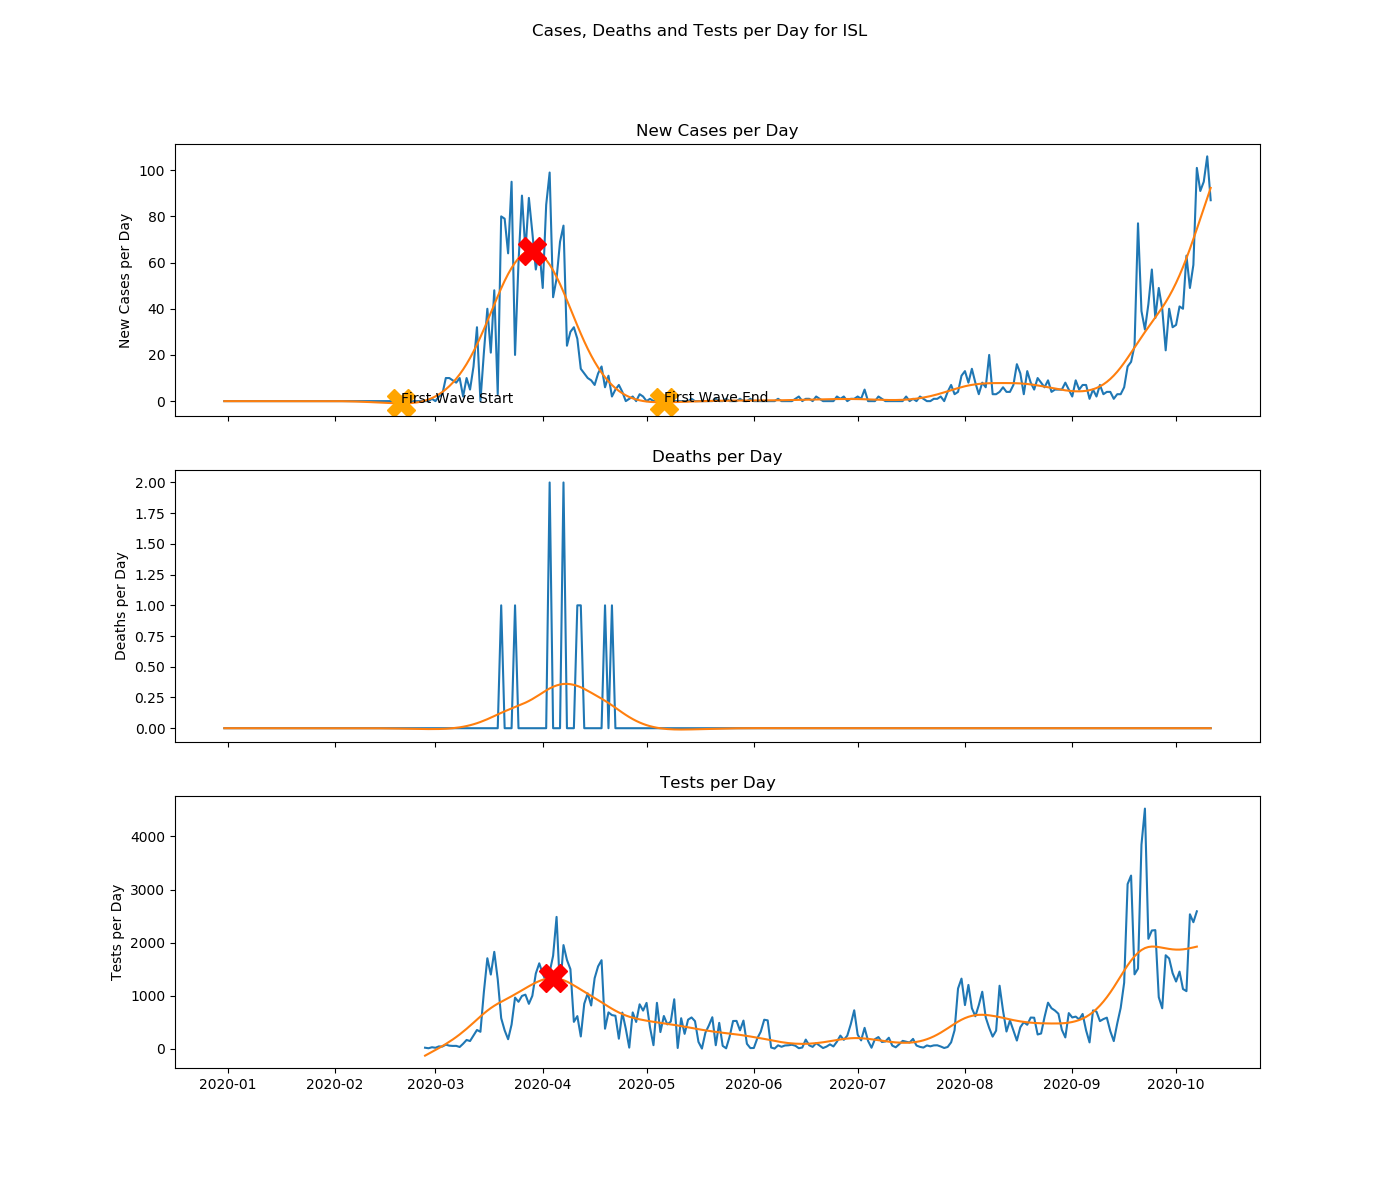 Cases, Deaths and Tests per Day for ISL
New Cases per Day
New Cases per Day
100
80
60
40
20
0
First Wave Start
First Wave End
Deaths per Day
Deaths per Day
2.00
1.75
1.50
1.25
1.00
0.75
0.50
0.25
0.00
Tests per Day
Tests per Day
4000
3000
2000
1000
0
2020-01 2020-02 2020-03 2020-04 2020-05 2020-06 2020-07 2020-08 2020-09 2020-10